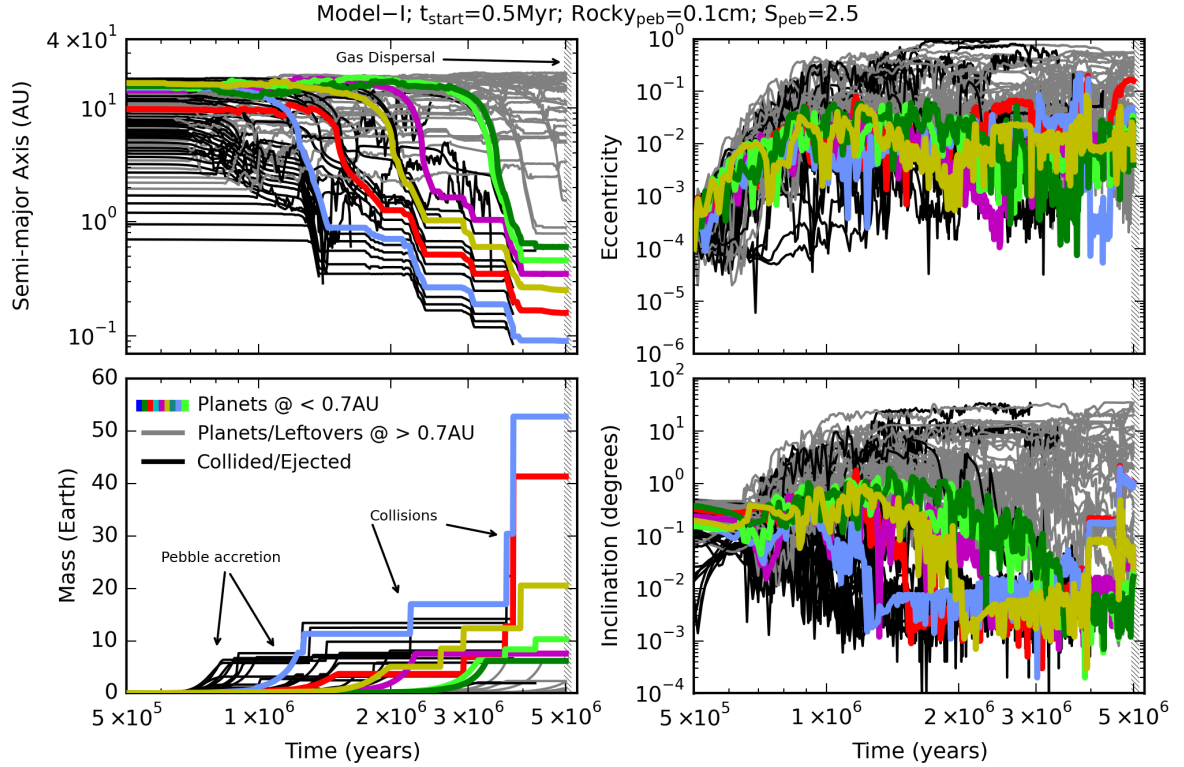 Model−I; t_start=0.5Myr; Rocky_peb=0.1cm; S_peb=2.5
4 ×10^1
10^1
10^0
10^−1
Semi-major Axis (AU)
Gas Dispersal
10^0
10^−1
10^−2
10^−3
10^−4
10^−5
10^−6
Eccentricity
60
50
40
30
20
10
0
Mass (Earth)
Planets @ < 0.7AU
Planets/Leftovers @ > 0.7AU
Collided/Ejected
Collisions
Pebble accretion
5 ×10^5
1 ×10^6
2 ×10^6
3 ×10^6
5 ×10^6
Time (years)
10^2
10^1
10^0
10^−1
10^−2
10^−3
10^−4
Inclination (degrees)
5 ×10^5
1 ×10^6
2 ×10^6
3 ×10^6
5 ×10^6
Time (years)